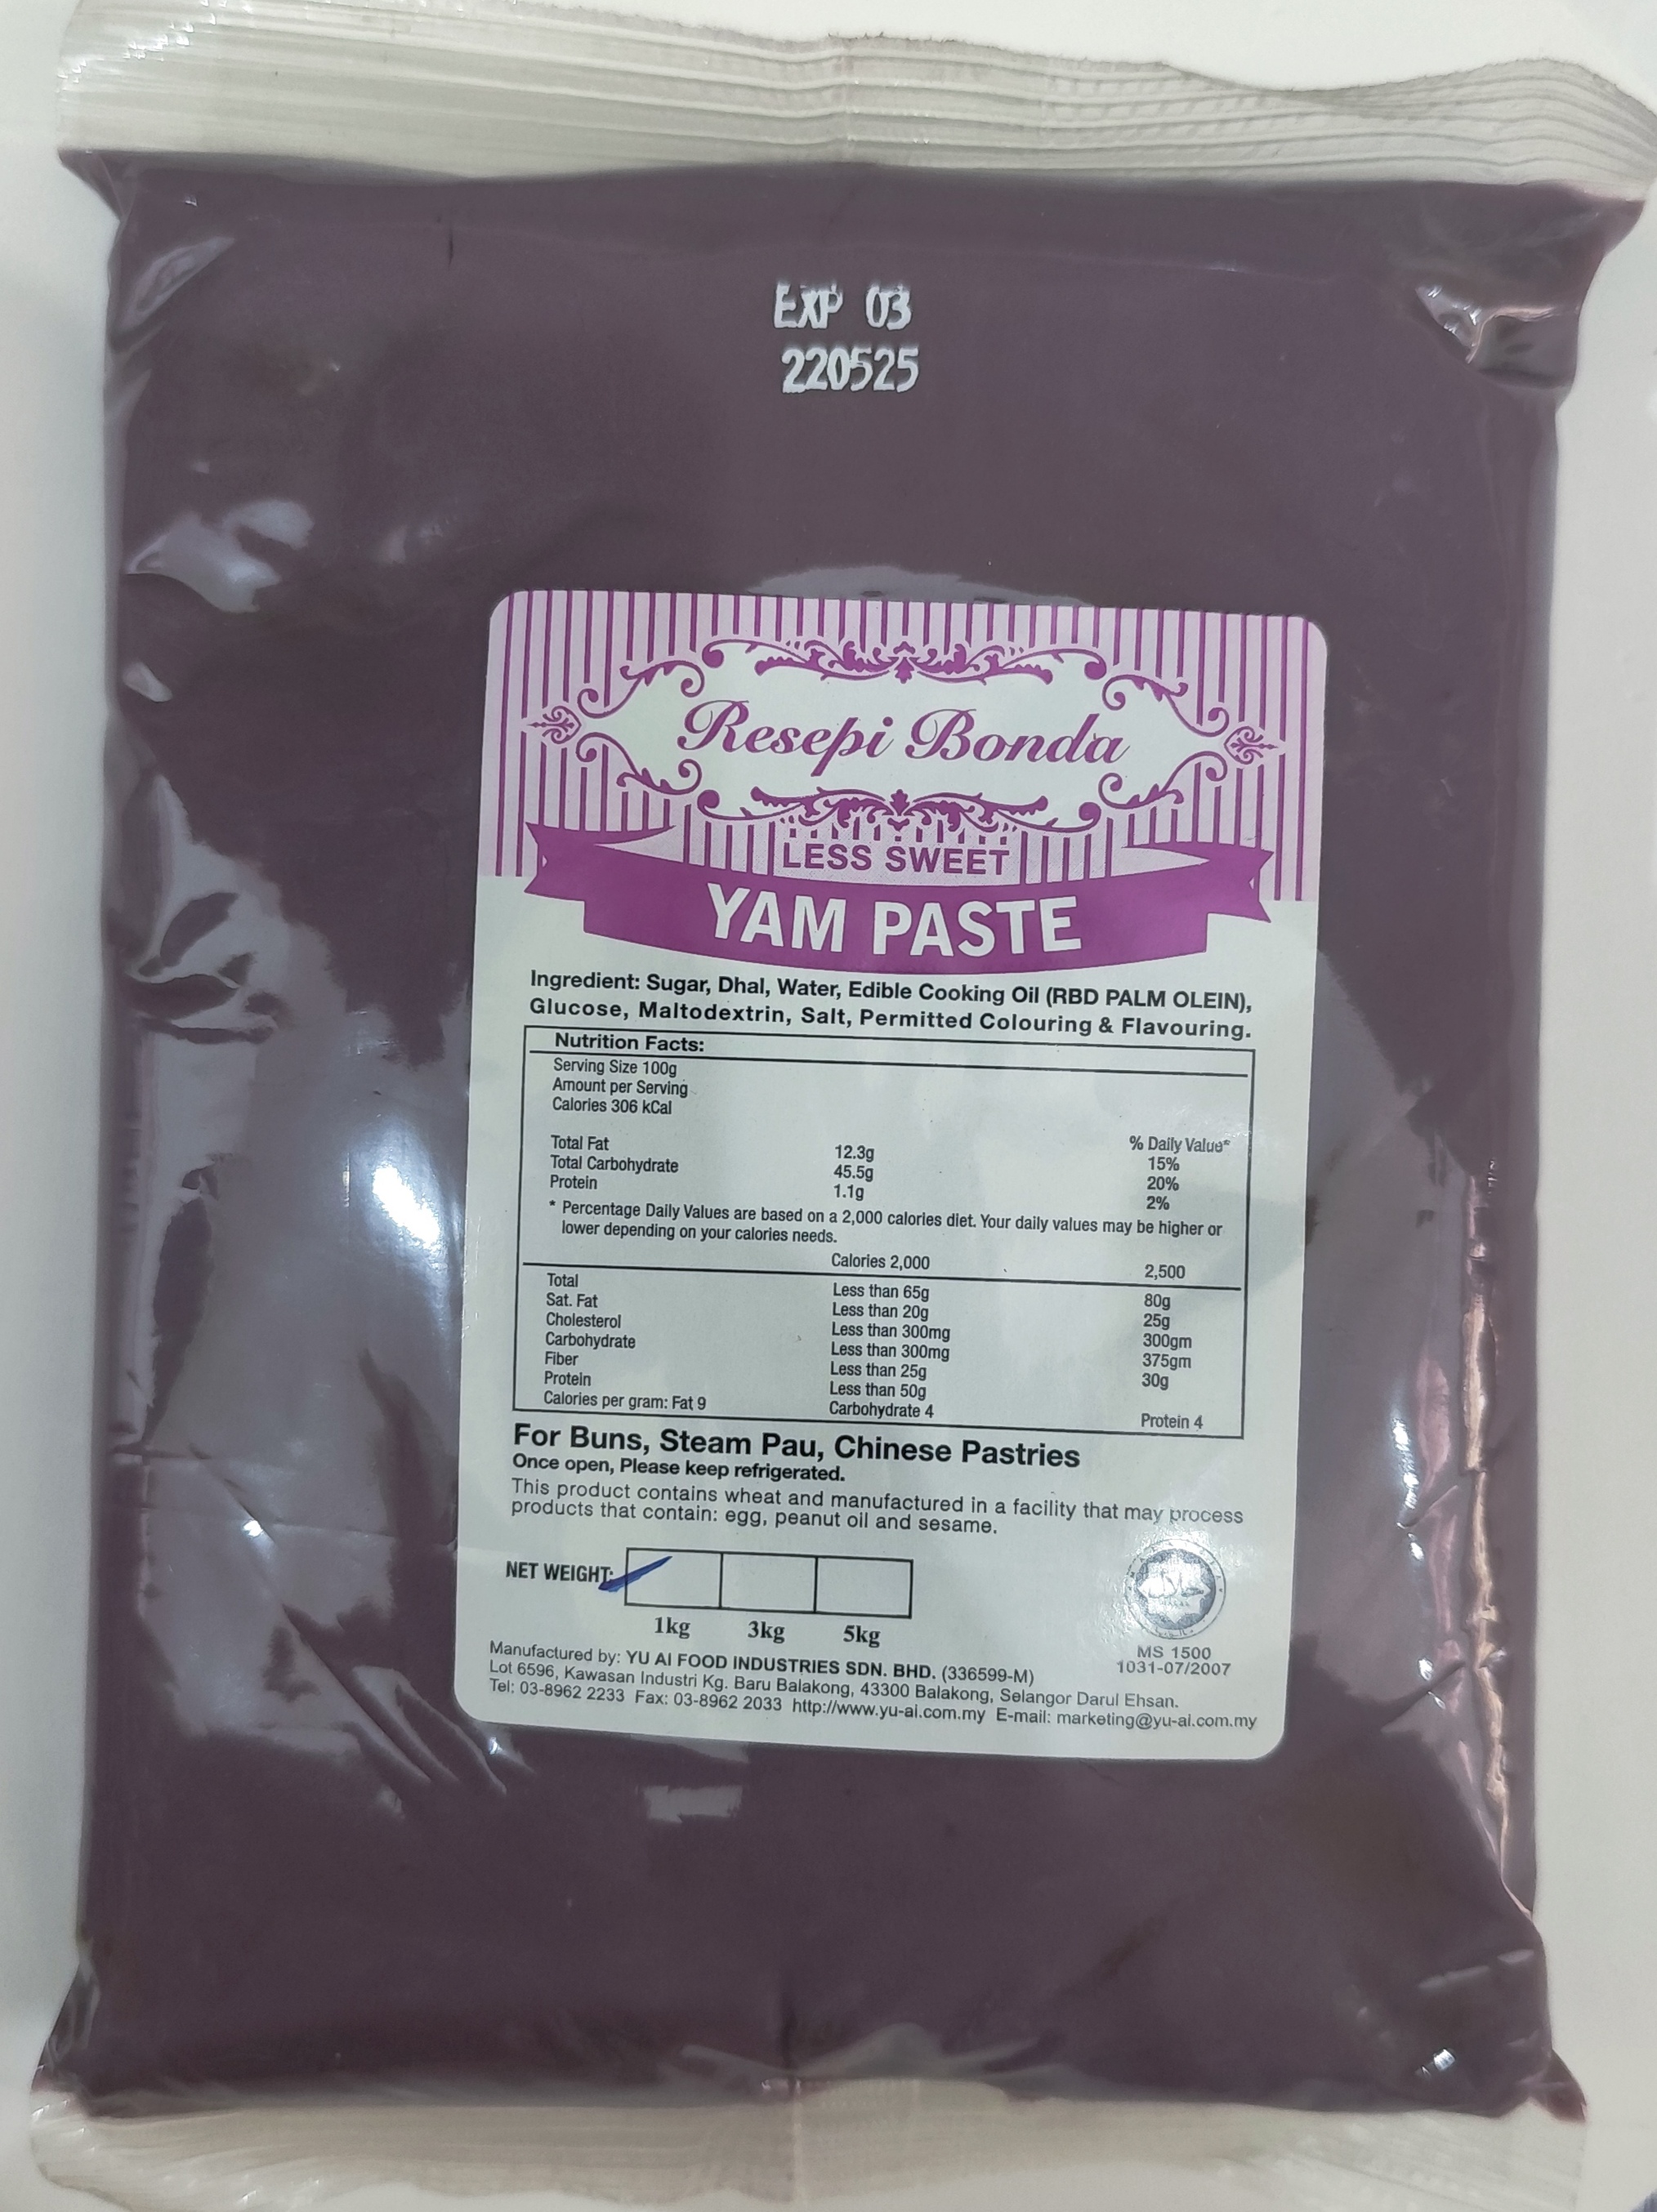 EXP 03
220525
Resepi Bonda
LESS SWEET
YAM PASTE
Ingredient: Sugar, Dhal, Water, Edible Cooking Oil (RBD PALM OLEIN),
Glucose, Maltodextrin, Salt, Permitted Colouring & Flavouring.
Nutrition Facts:
Serving Size 100g
Amount per Serving
Calories 306 kCal
% Daily Value*
Total Fat 12.3g 15%
Total Carbohydrate 45.5g 20%
Protein 1.1g 2%
* Percentage Daily Values are based on a 2,000 calories diet. Your daily values may be higher or
lower depending on your calories needs.
Calories 2,000 2,500
Total Less than 65g 80g
Sat. Fat Less than 20g 25g
Cholesterol Less than 300mg 300gm
Carbohydrate Less than 300mg 375gm
Fiber Less than 25g 30g
Protein Less than 50g
Calories per gram: Fat 9 Carbohydrate 4 Protein 4
For Buns, Steam Pau, Chinese Pastries
Once open, Please keep refrigerated.
This product contains wheat and manufactured in a facility that may process
products that contain: egg, peanut oil and sesame.
NET WEIGHT:
1kg 3kg 5kg
حلال
MS 1500
1031-07/2007
Manufactured by: YU AI FOOD INDUSTRIES SDN. BHD. (336599-M)
Lot 6596, Kawasan Industri Kg. Baru Balakong, 43300 Balakong, Selangor Darul Ehsan.
Tel: 03-8962 2233 Fax: 03-8962 2033 http://www.yu-ai.com.my E-mail: marketing@yu-ai.com.my